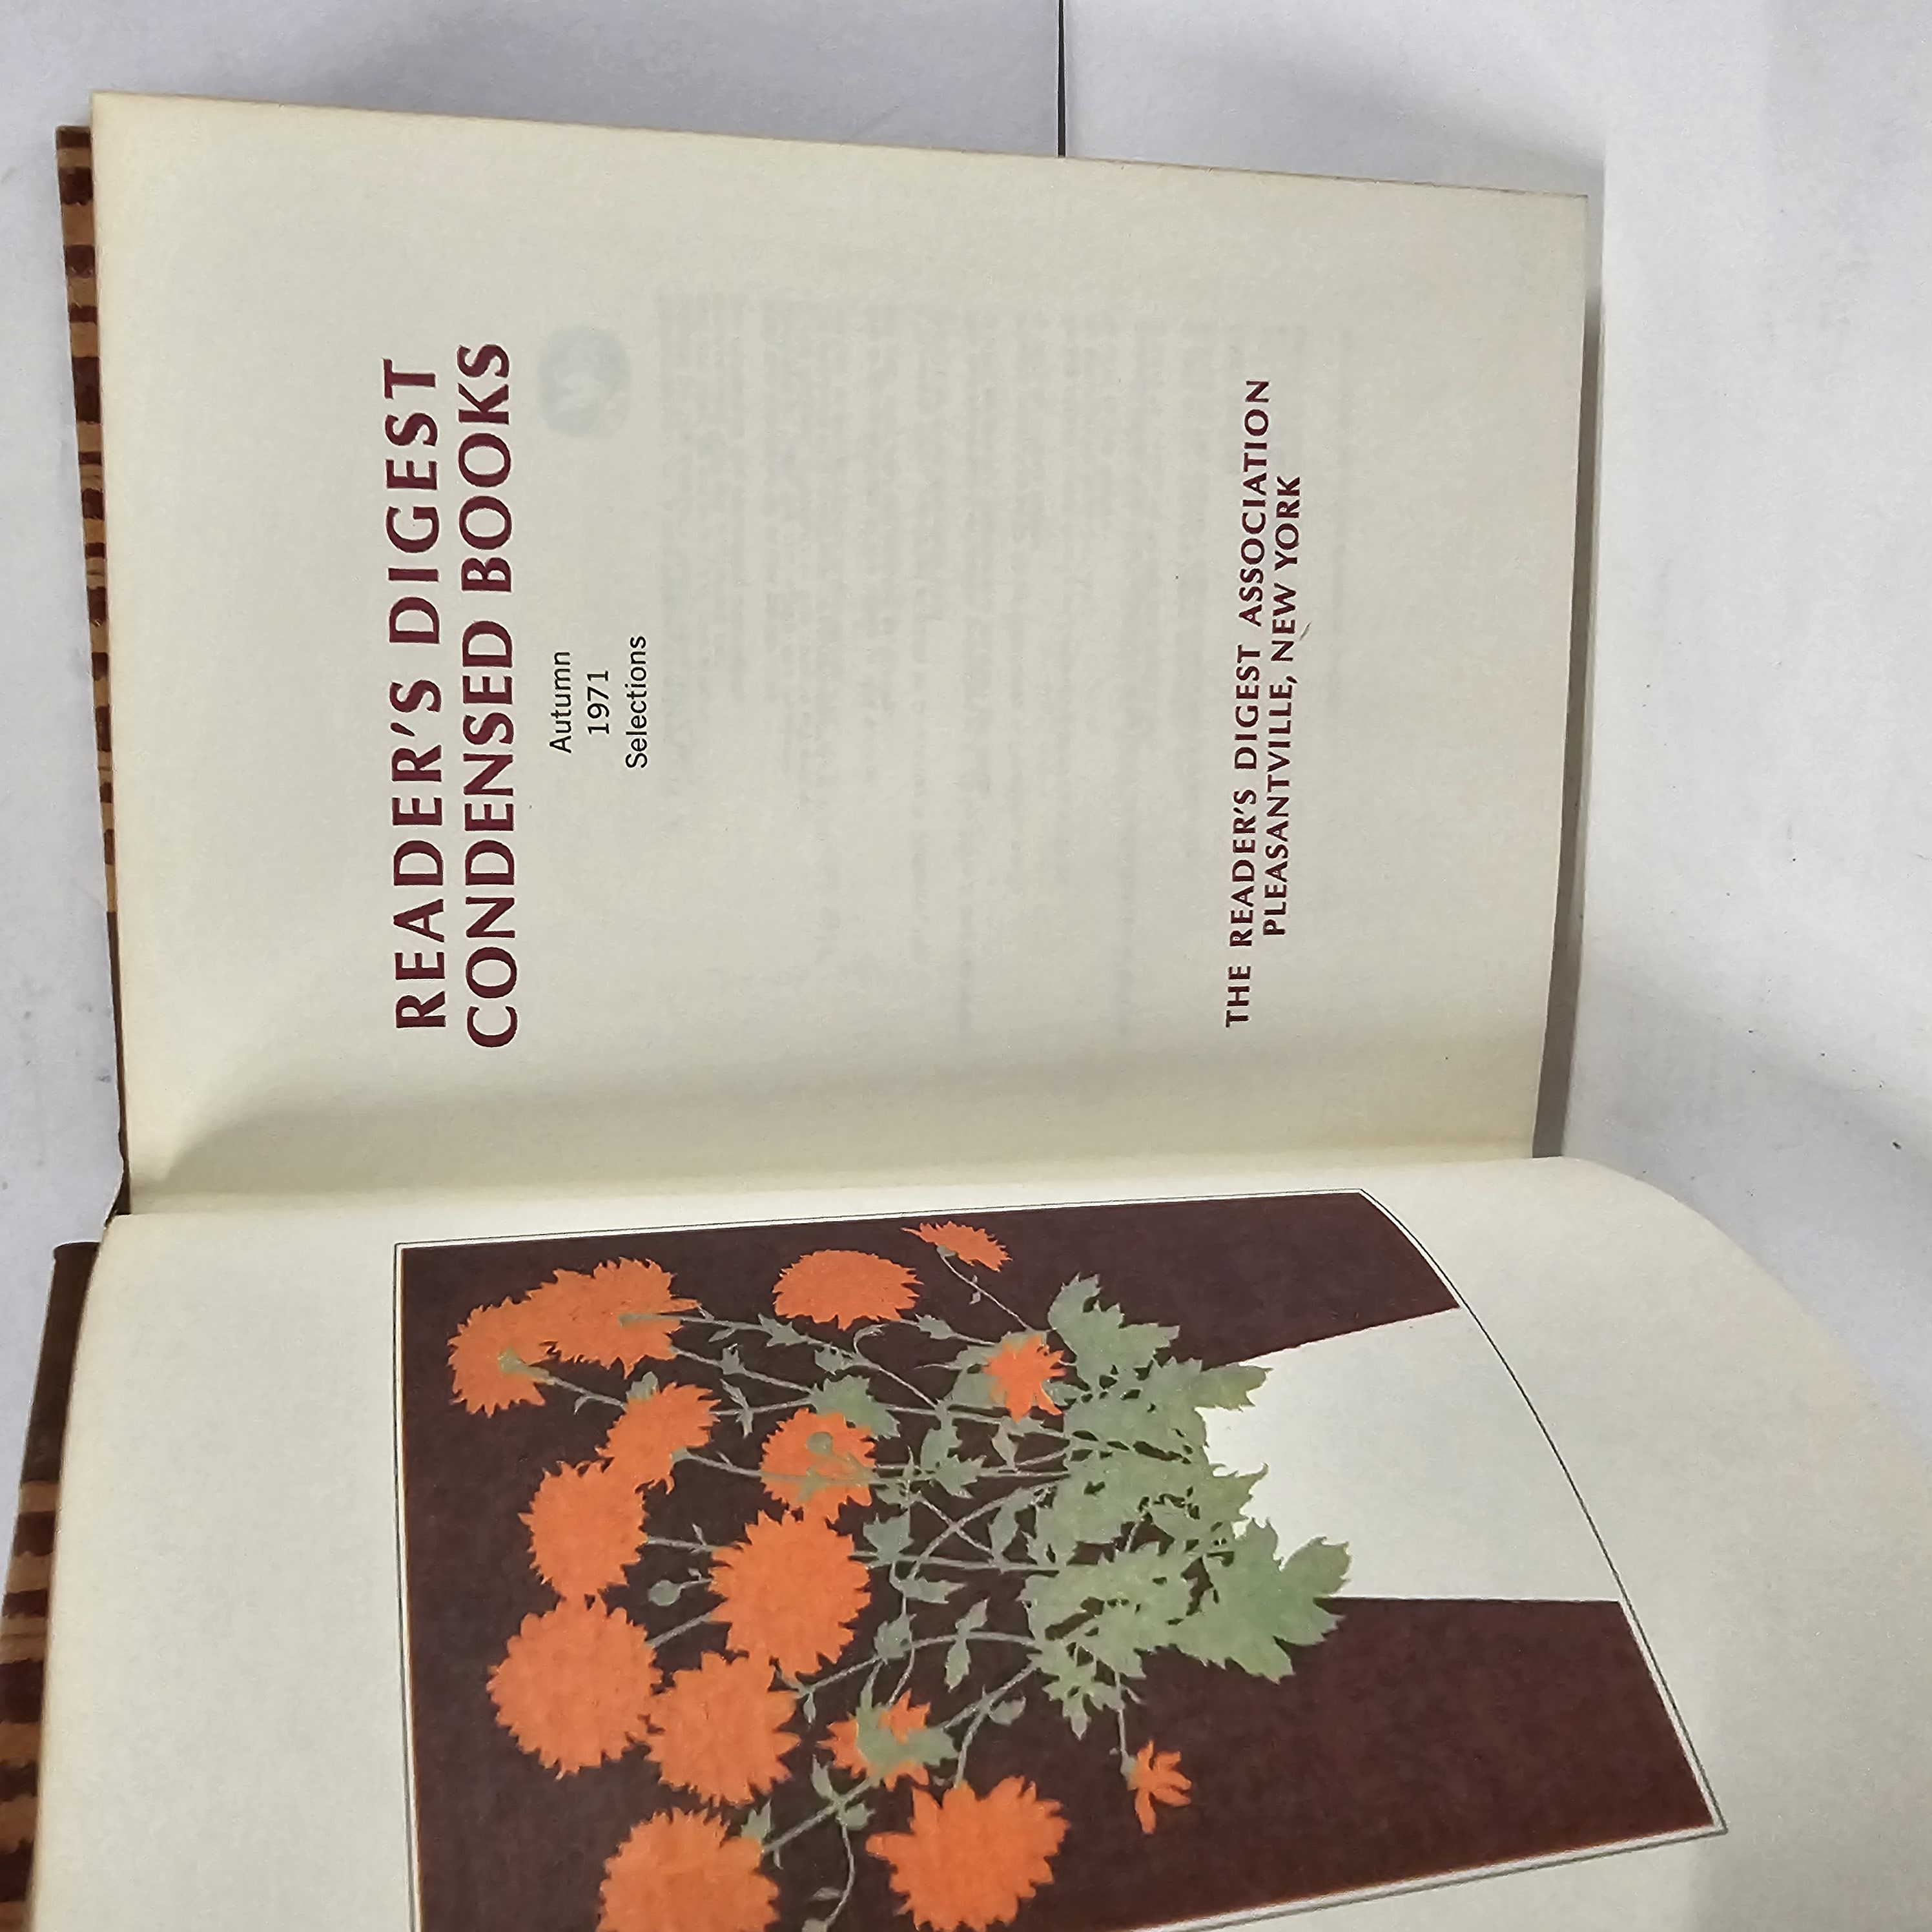 READER'S DIGEST
CONDENSED BOOKS
Autumn
1971
Selections
THE READER'S DIGEST ASSOCIATION
PLEASANTVILLE, NEW YORK